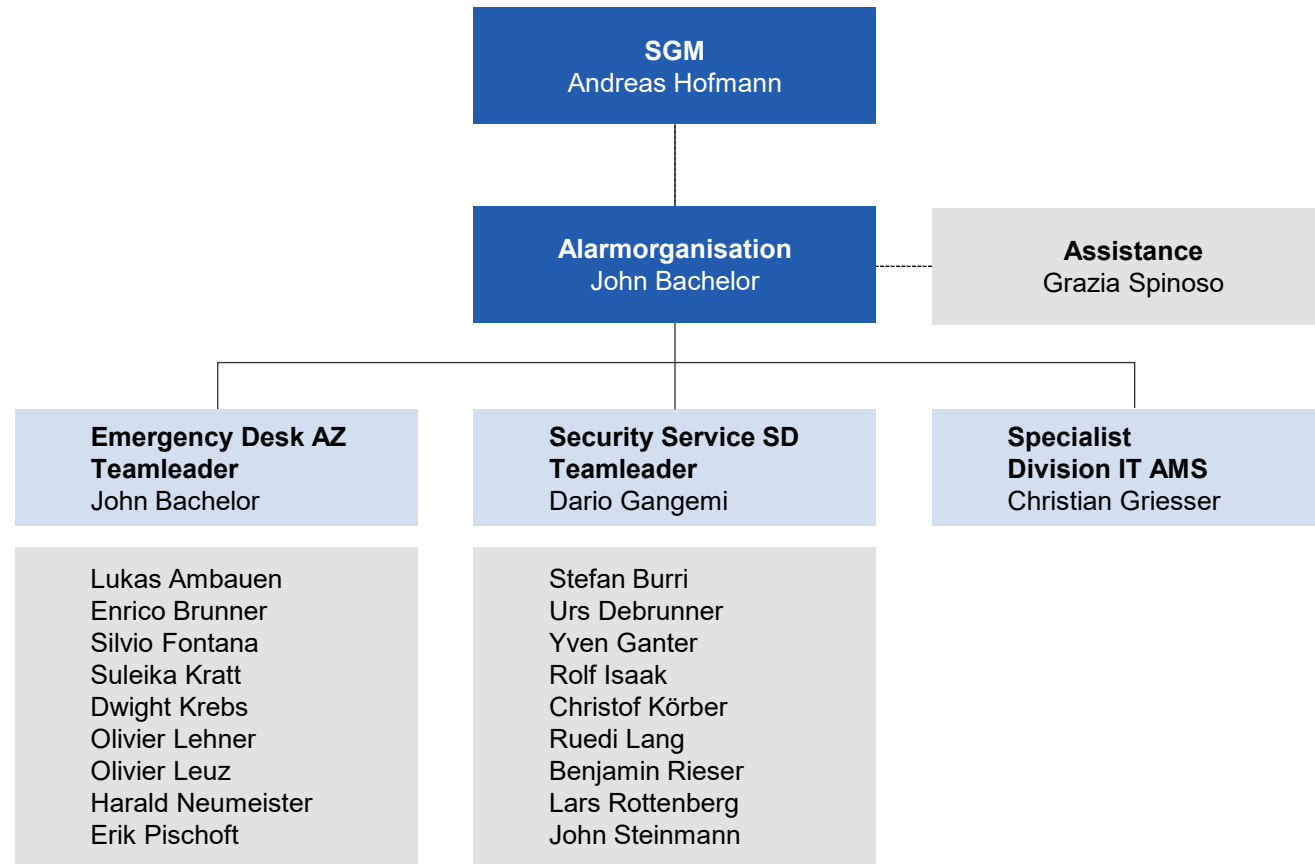 SGM
Andreas Hofmann
Alarmorganisation
John Bachelor
Assistance
Grazia Spinoso
Emergency Desk AZ
Teamleader
John Bachelor
Security Service SD
Teamleader
Dario Gangemi
Specialist
Division IT AMS
Christian Griesser
Lukas Ambauen
Enrico Brunner
Silvio Fontana
Suleika Kratt
Dwight Krebs
Olivier Lehner
Olivier Leuz
Harald Neumeister
Erik Pischoft
Stefan Burri
Urs Debrunner
Yven Ganter
Rolf Isaak
Christof Körber
Ruedi Lang
Benjamin Rieser
Lars Rottenberg
John Steinmann